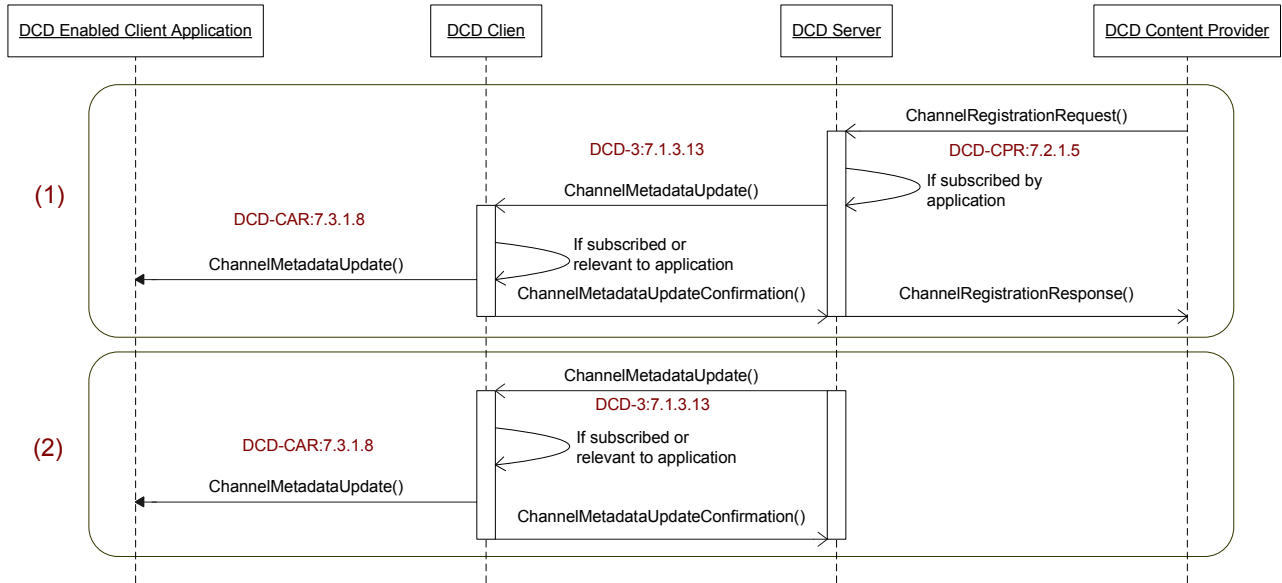 DCD Enabled Client Application
DCD Clien
DCD Server
DCD Content Provider
(1)
ChannelRegistrationRequest()
DCD-3:7.1.3.13
DCD-CPR:7.2.1.5
If subscribed by
application
ChannelMetadataUpdate()
DCD-CAR:7.3.1.8
If subscribed or
relevant to application
ChannelMetadataUpdate()
ChannelMetadataUpdateConfirmation()
ChannelRegistrationResponse()
(2)
ChannelMetadataUpdate()
DCD-3:7.1.3.13
DCD-CAR:7.3.1.8
If subscribed or
relevant to application
ChannelMetadataUpdate()
ChannelMetadataUpdateConfirmation()